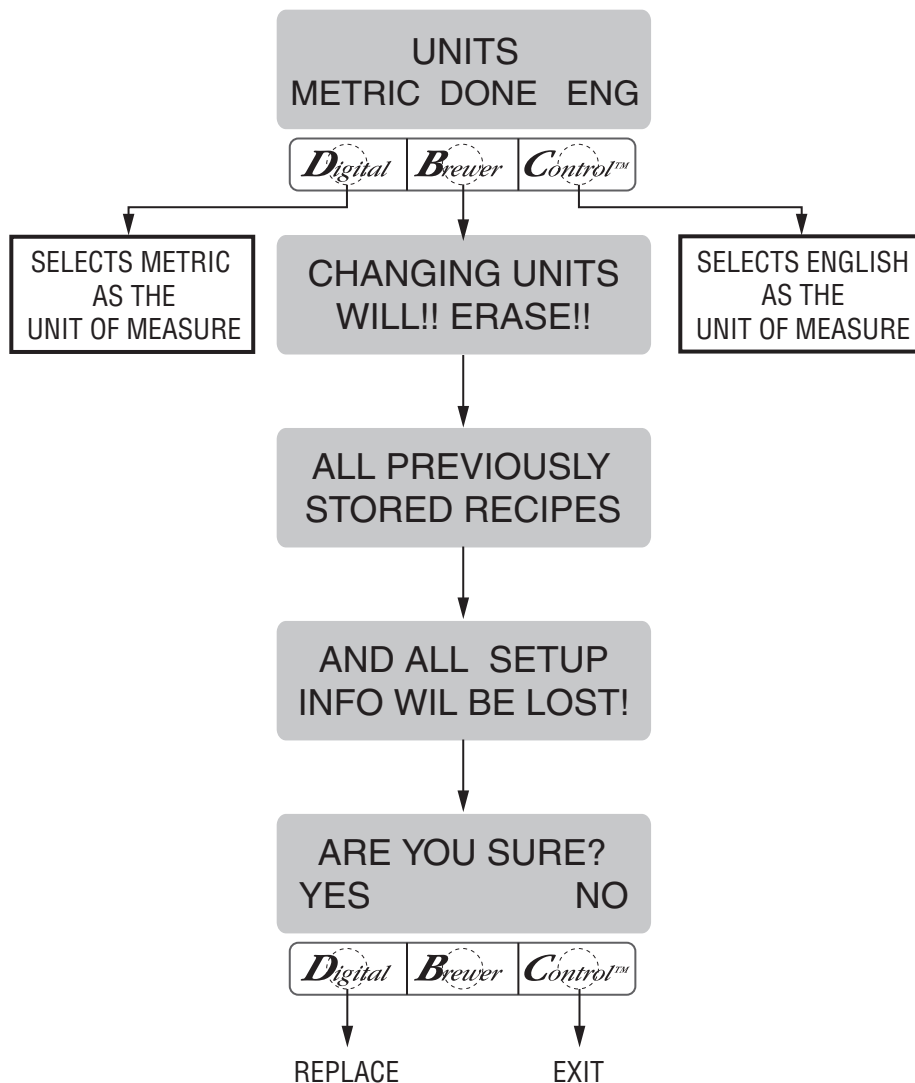 UNITS
METRIC DONE ENG
Digital Brewer Control™
SELECTS METRIC
AS THE
UNIT OF MEASURE
CHANGING UNITS
WILL!! ERASE!!
SELECTS ENGLISH
AS THE
UNIT OF MEASURE
ALL PREVIOUSLY
STORED RECIPES
AND ALL SETUP
INFO WIL BE LOST!
ARE YOU SURE?
YES NO
Digital Brewer Control™
REPLACE EXIT